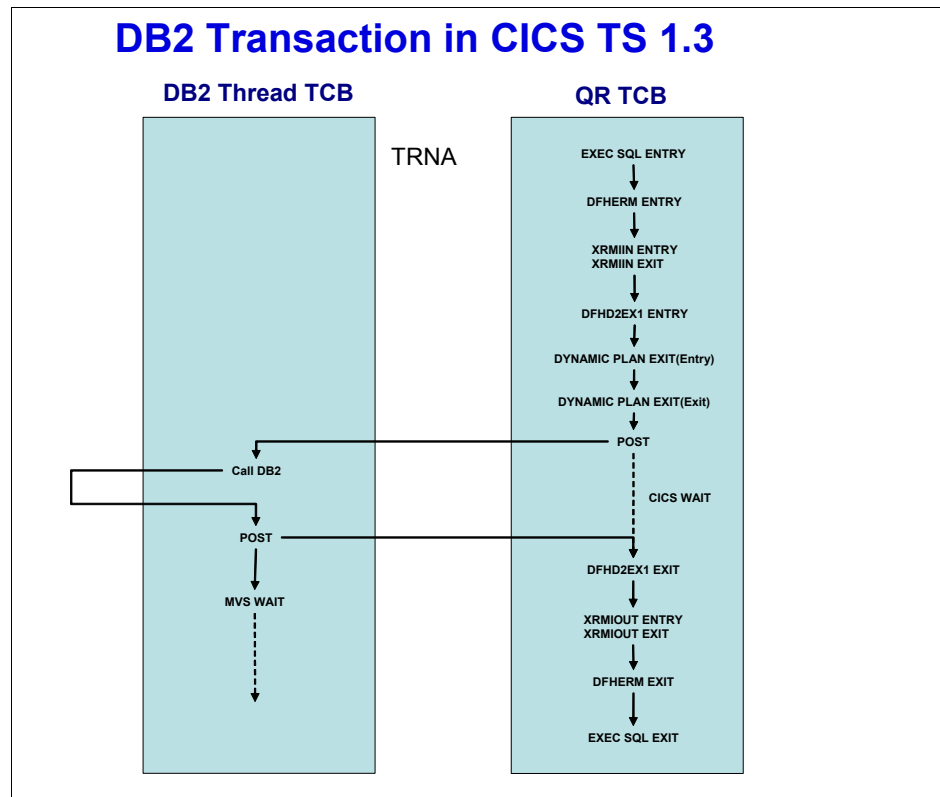 DB2 Transaction in CICS TS 1.3
DB2 Thread TCB
QR TCB
TRNA
EXEC SQL ENTRY
DFHERM ENTRY
XRMIIN ENTRY
XRMIIN EXIT
DFHD2EX1 ENTRY
DYNAMIC PLAN EXIT(Entry)
DYNAMIC PLAN EXIT(Exit)
POST
Call DB2
CICS WAIT
POST
DFHD2EX1 EXIT
MVS WAIT
XRMIOUT ENTRY
XRMIOUT EXIT
DFHERM EXIT
EXEC SQL EXIT